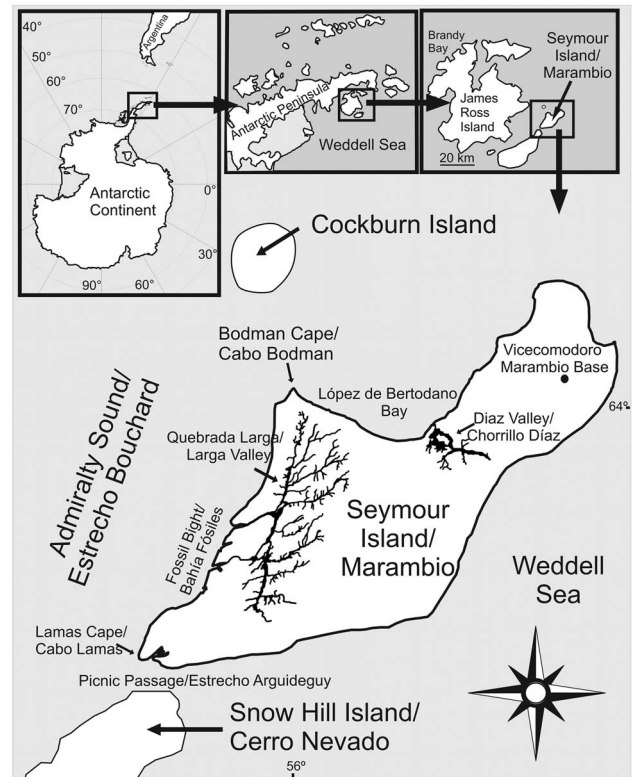 40°
50°
60°
70°
0°
30°
90°
60°
Argentina
Antarctic
Continent
Antarctic Peninsula
Weddell Sea
Brandy
Bay
Seymour
Island/
Marambio
James
Ross
Island
20 km
Cockburn Island
Bodman Cape/
Cabo Bodman
López de Bertodano
Bay
Vicecomodoro
Marambio Base
64°
Diaz Valley/
Chorrillo Díaz
Quebrada Larga/
Larga Valley
Admiralty Sound/
Estrecho Bouchard
Fossil Bight/
Bahía Fósiles
Seymour
Island/
Marambio
Weddell
Sea
Lamas Cape/
Cabo Lamas
Picnic Passage/Estrecho Arguideguy
Snow Hill Island/
Cerro Nevado
56°